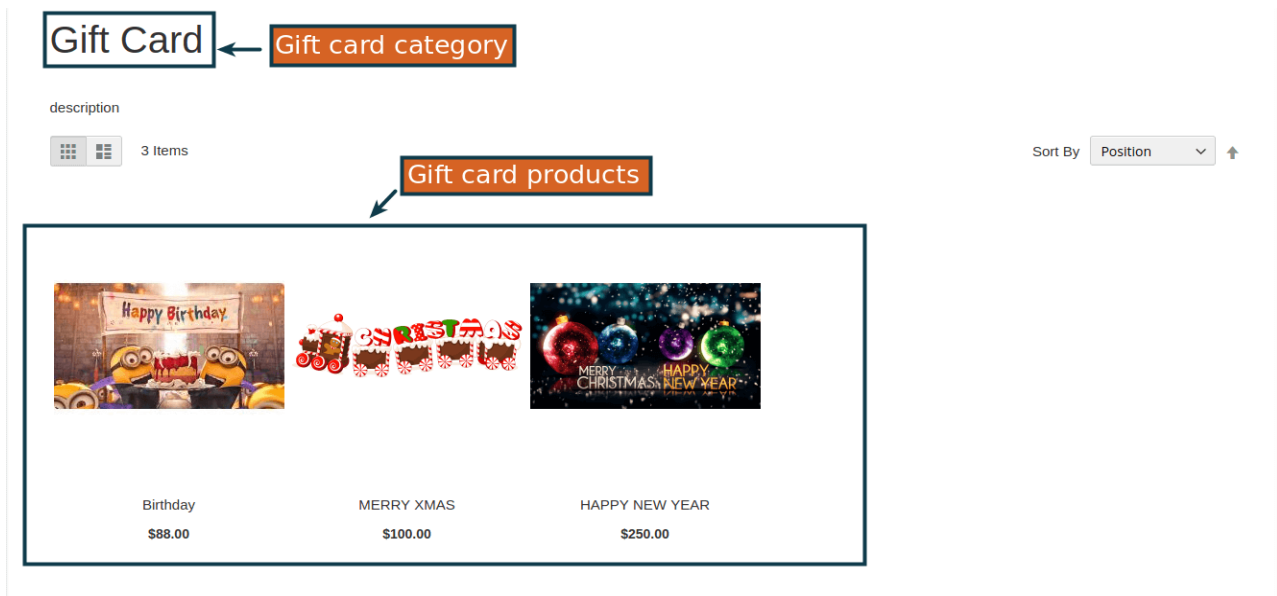 Gift Card
Gift card category
description
3 Items
Sort By Position
Gift card products
Happy Birthday
CHRISTMAS
MERRY HAPPY
CHRISTMAS NEW YEAR
Birthday MERRY XMAS HAPPY NEW YEAR
$88.00 $100.00 $250.00